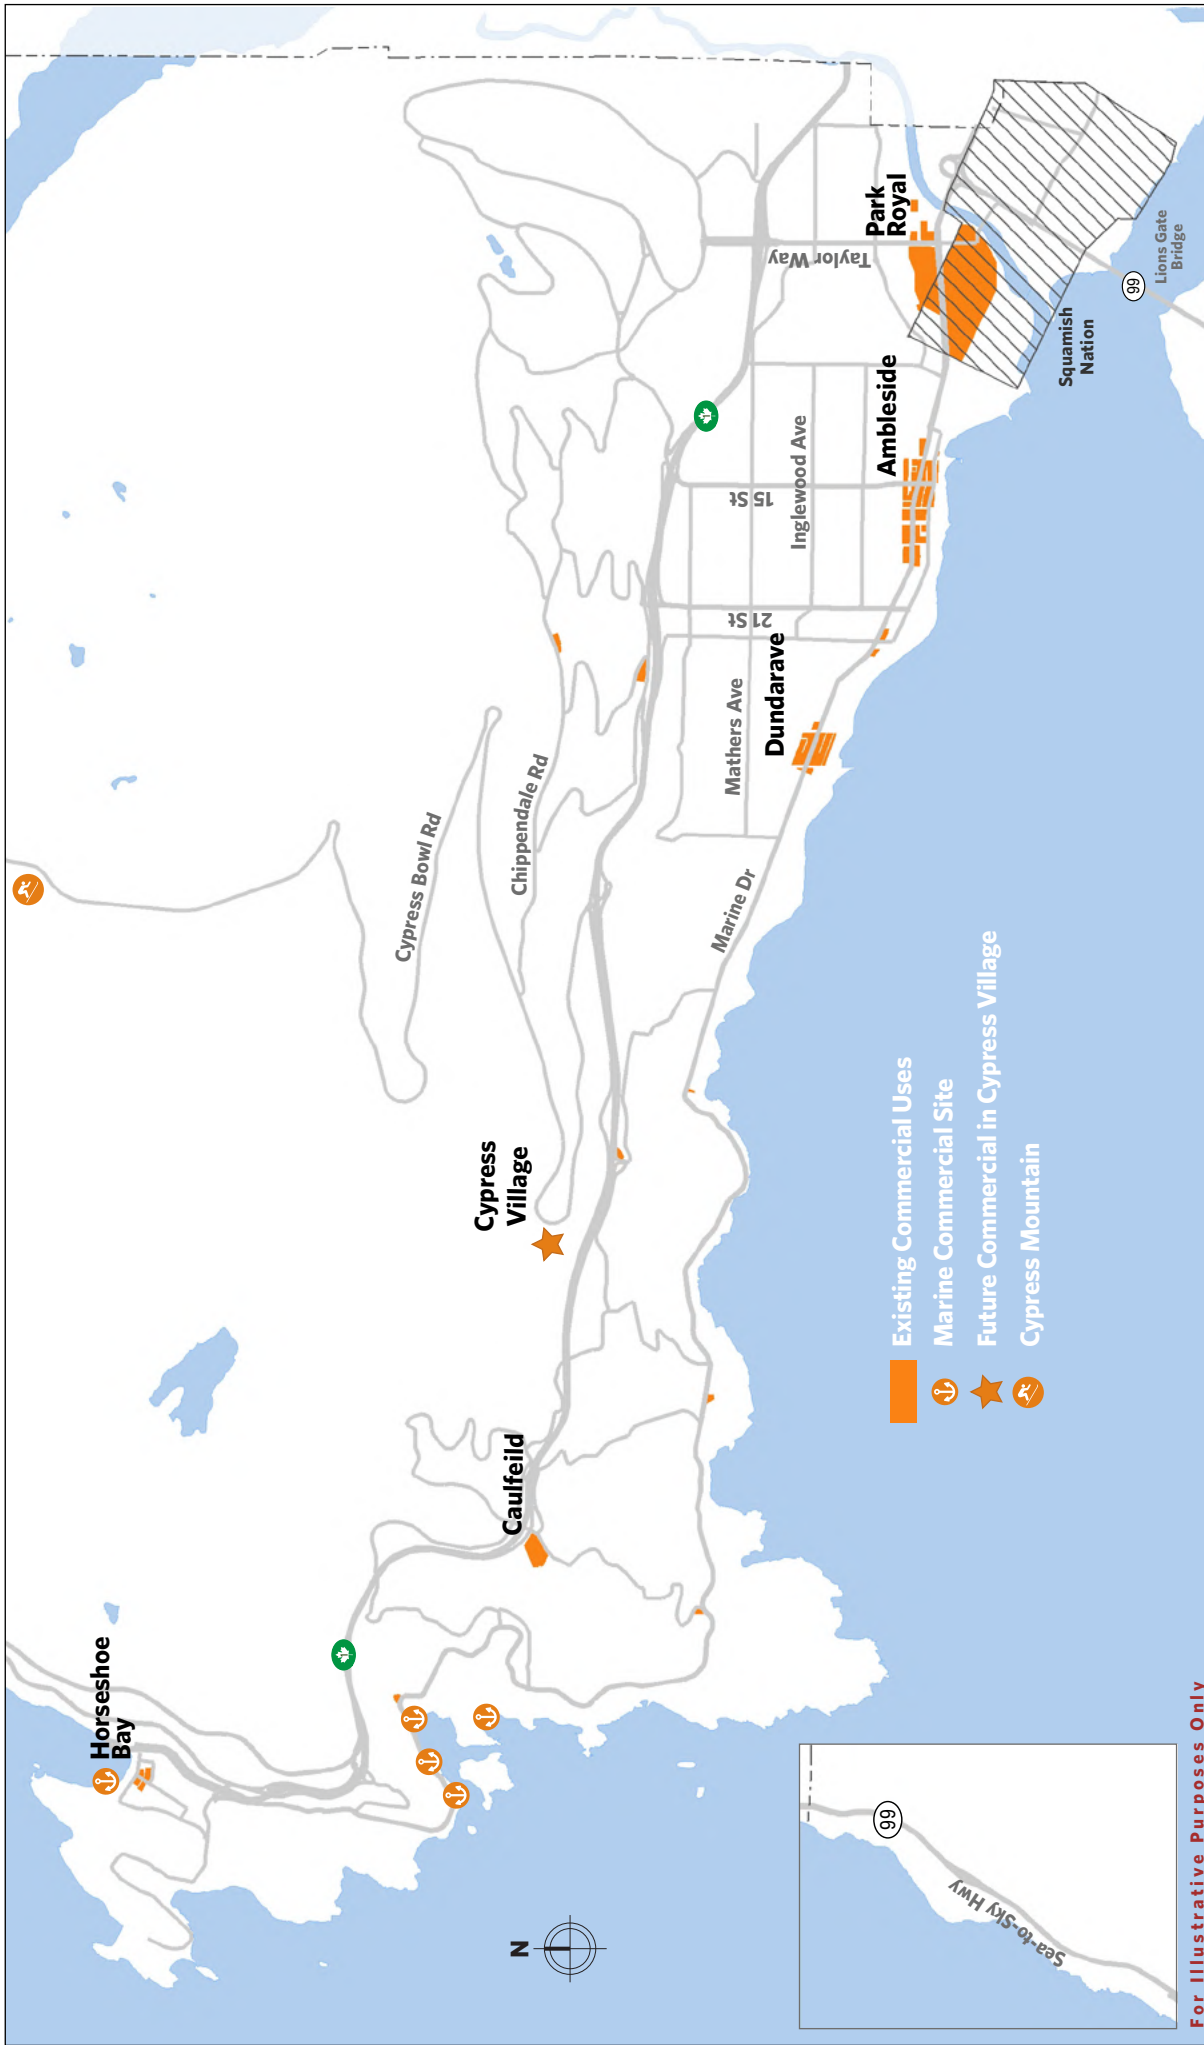 Horseshoe
Bay
Caulfeild
Cypress
Village
Cypress Bowl Rd
Chippendale Rd
Marine Dr
Mathers Ave
Dundarave
21 St
15 St
Inglewood Ave
Ambleside
Taylor Way
Park
Royal
Squamish
Nation
99
Lions Gate
Bridge
1
1
N
Existing Commercial Uses
Marine Commercial Site
Future Commercial in Cypress Village
Cypress Mountain
99
Sea-to-Sky Hwy
For Illustrative Purposes Only